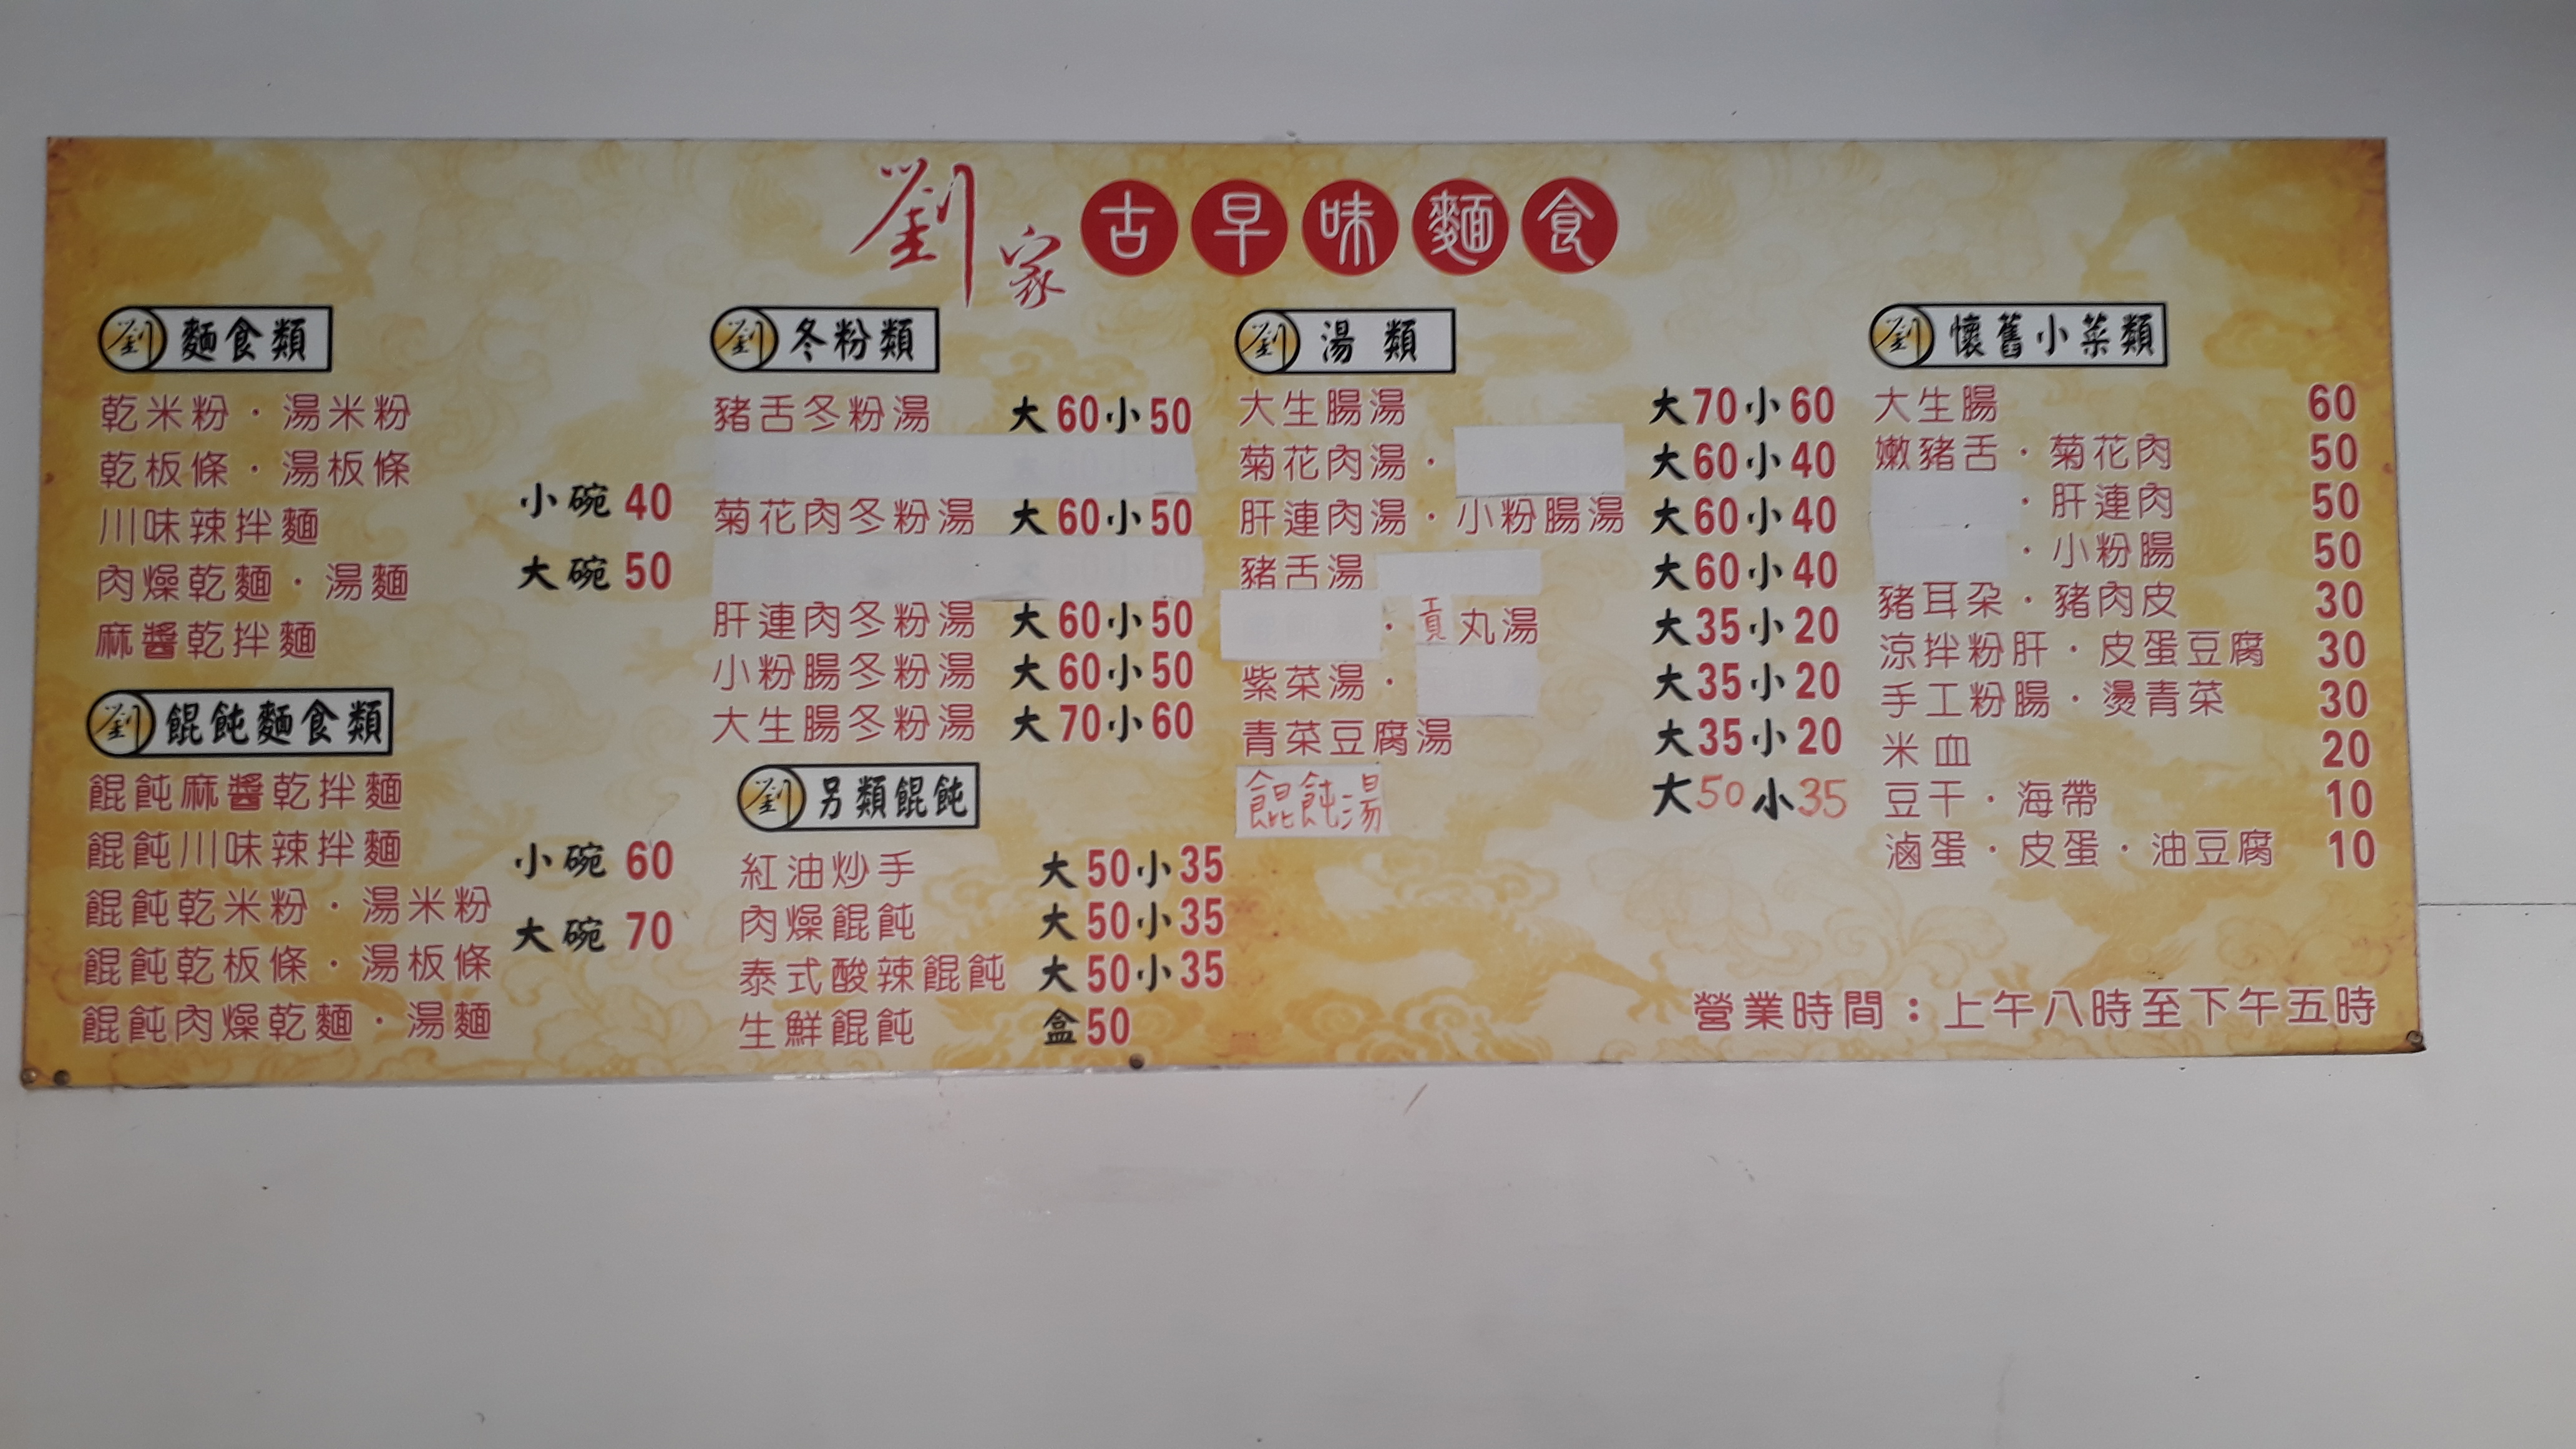 劉家古早味麵食
劉 麵食類
乾米粉・湯米粉
乾板條・湯板條
川味辣拌麵
肉燥乾麵・湯麵
麻醬乾拌麵
小碗 40
大碗 50
劉 餛飩麵食類
餛飩麻醬乾拌麵
餛飩川味辣拌麵
餛飩乾米粉・湯米粉
餛飩乾板條・湯板條
餛飩肉燥乾麵・湯麵
小碗 60
大碗 70
劉 冬粉類
豬舌冬粉湯 大60小50
菊花肉冬粉湯 大60小50
肝連肉冬粉湯 大60小50
小粉腸冬粉湯 大60小50
大生腸冬粉湯 大70小60
劉 另類餛飩
紅油炒手 大50小35
肉燥餛飩 大50小35
泰式酸辣餛飩 大50小35
生鮮餛飩 盒50
劉 湯類
大生腸湯 大70小60
菊花肉湯・ 大60小40
肝連肉湯・小粉腸湯 大60小40
豬舌湯 大60小40
・貢丸湯 大35小20
紫菜湯・ 大35小20
青菜豆腐湯 大35小20
餛飩湯 大50小35
劉 懷舊小菜類
大生腸 60
嫩豬舌・菊花肉 50
・肝連肉 50
・小粉腸 50
豬耳朶・豬肉皮 30
涼拌粉肝・皮蛋豆腐 30
手工粉腸・燙青菜 30
米血 20
豆干・海帶 10
滷蛋・皮蛋・油豆腐 10
營業時間：上午八時至下午五時